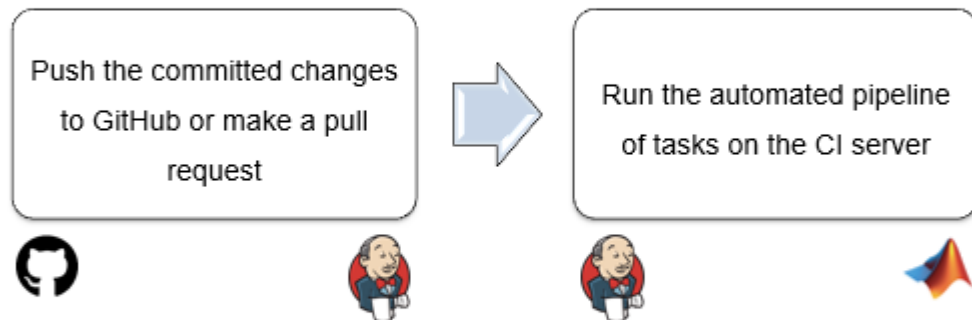 Push the committed changes
to GitHub or make a pull
request
Run the automated pipeline
of tasks on the CI server